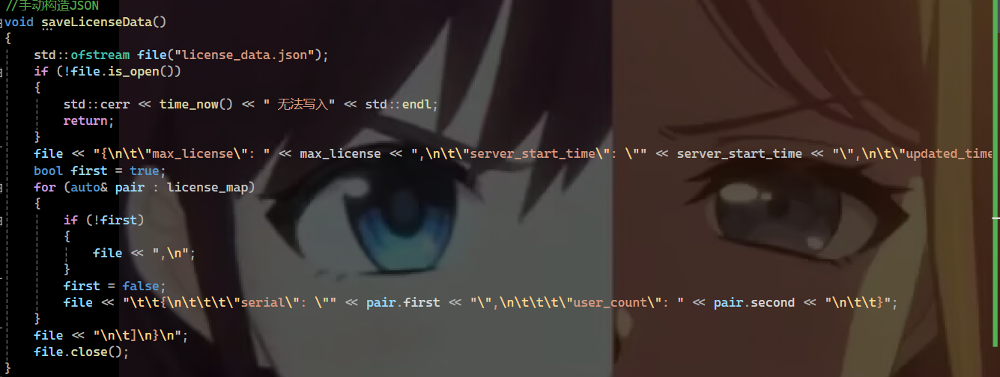 //手动构造JSON
void saveLicenseData()
{
    std::ofstream file("license_data.json");
    if (!file.is_open())
    {
        std::cerr << time_now() << " 无法写入" << std::endl;
        return;
    }
    file << "{\n\t\"max_license\": " << max_license << ",\n\t\"server_start_time\": \"" << server_start_time << "\",\n\t\"updated_time
    bool first = true;
    for (auto& pair : license_map)
    {
        if (!first)
        {
            file << ",\n";
        }
        first = false;
        file << "\t\t{\n\t\t\t\"serial\": \"" << pair.first << "\",\n\t\t\t\"user_count\": " << pair.second << "\n\t\t}";
    }
    file << "\n\t]\n}\n";
    file.close();
}